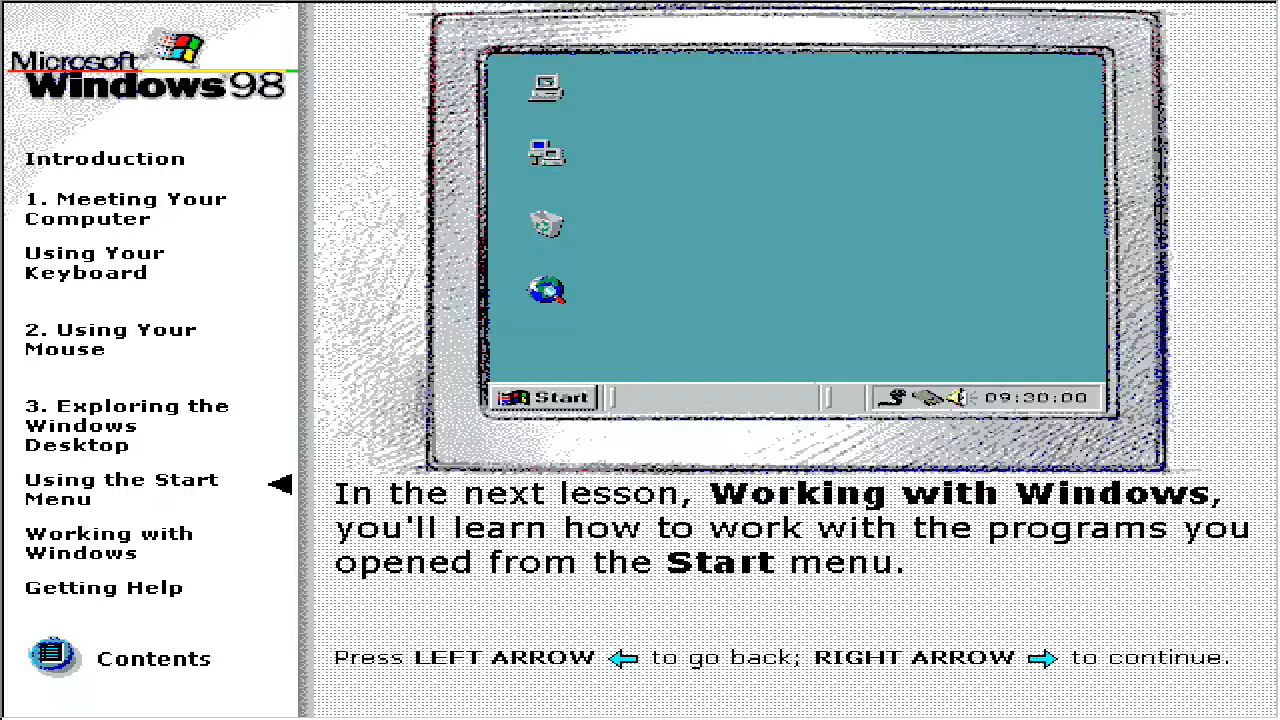 Microsoft
Windows 98
Introduction
1. Meeting Your
Computer
Using Your
Keyboard
2. Using Your
Mouse
3. Exploring the
Windows
Desktop
Using the Start
Menu
Working with
Windows
Getting Help
Contents
Start
09:30:00
In the next lesson, Working with Windows,
you'll learn how to work with the programs you
opened from the Start menu.
Press LEFT ARROW to go back; RIGHT ARROW to continue.